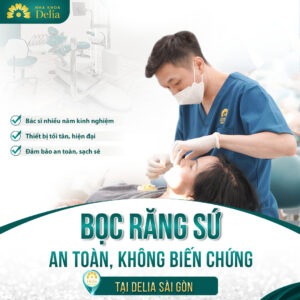 NHA KHOA
Delia
Bác sĩ nhiều năm kinh nghiệm
Thiết bị tối tân, hiện đại
Đảm bảo an toàn, sạch sẽ
BỌC RĂNG SỨ
AN TOÀN, KHÔNG BIẾN CHỨNG
TẠI DELIA SÀI GÒN